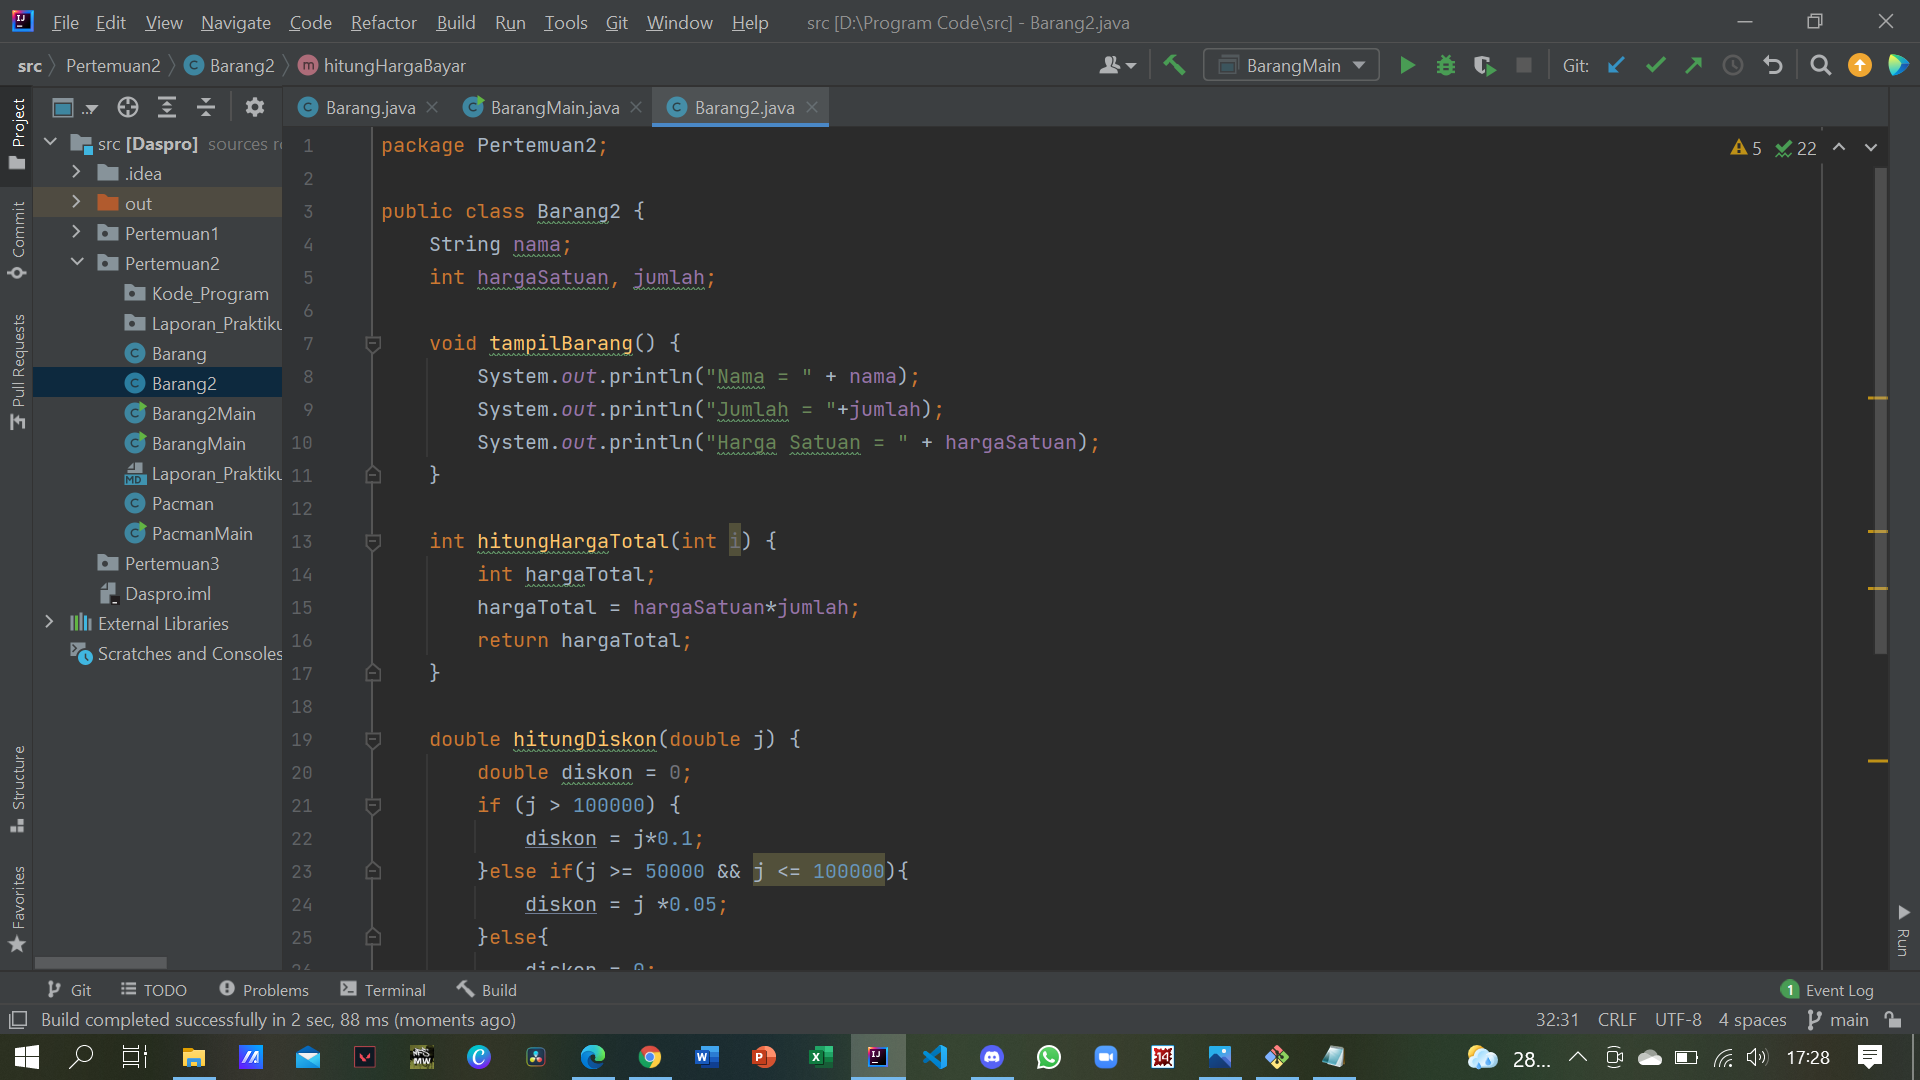 File Edit View Navigate Code Refactor Build Run Tools Git Window Help src [D:\Program Code\src] - Barang2.java
src Pertemuan2 Barang2 hitungHargaBayar BarangMain Git:
Project
Commit
Pull Requests
Structure
Favorites
src [Daspro] sources
.idea
out
Pertemuan1
Pertemuan2
Kode_Program
Laporan_Praktiku
Barang
Barang2
Barang2Main
BarangMain
Laporan_Praktiku
Pacman
PacmanMain
Pertemuan3
Daspro.iml
External Libraries
Scratches and Consoles
Barang.java BarangMain.java Barang2.java
5 22
1 package Pertemuan2;
2
3 public class Barang2 {
4 String nama;
5 int hargaSatuan, jumlah;
6
7 void tampilBarang() {
8 System.out.println("Nama = " + nama);
9 System.out.println("Jumlah = "+jumlah);
10 System.out.println("Harga Satuan = " + hargaSatuan);
11 }
12
13 int hitungHargaTotal(int i) {
14 int hargaTotal;
15 hargaTotal = hargaSatuan*jumlah;
16 return hargaTotal;
17 }
18
19 double hitungDiskon(double j) {
20 double diskon = 0;
21 if (j > 100000) {
22 diskon = j*0.1;
23 }else if(j >= 50000 && j <= 100000){
24 diskon = j *0.05;
25 }else{
26 diskon = 0;
Run
Git TODO Problems Terminal Build 1 Event Log
Build completed successfully in 2 sec, 88 ms (moments ago) 32:31 CRLF UTF-8 4 spaces main
28... 17:28